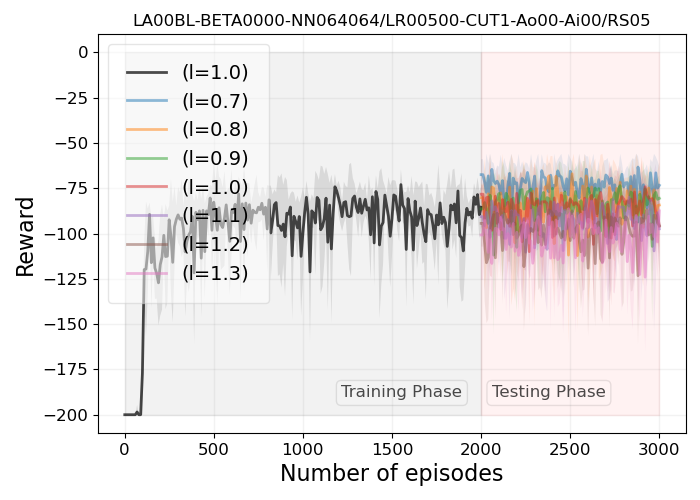 LA00BL-BETA0000-NN064064/LR00500-CUT1-Ao00-Ai00/RS05
Reward
0
−25
−50
−75
−100
−125
−150
−175
−200
(l=1.0)
(l=0.7)
(l=0.8)
(l=0.9)
(l=1.0)
(l=1.1)
(l=1.2)
(l=1.3)
Training Phase
Testing Phase
0
500
1000
1500
2000
2500
3000
Number of episodes